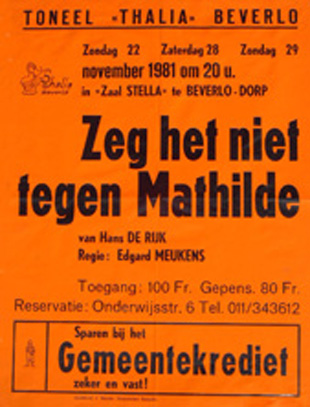 TONEEL "THALIA" BEVERLO
Zondag 22 Zaterdag 28 Zondag 29
november 1981 om 20 u.
in "Zaal STELLA" te BEVERLO-DORP
Thalia
Beverlo
Zeg het niet
tegen Mathilde
van Hans DE RIJK
Regie: Edgard MEUKENS
Toegang: 100 Fr. Gepens. 80 Fr.
Reservatie: Onderwijsstr. 6 Tel. 011/343612
Sparen bij het
Gemeentekrediet
zeker en vast!